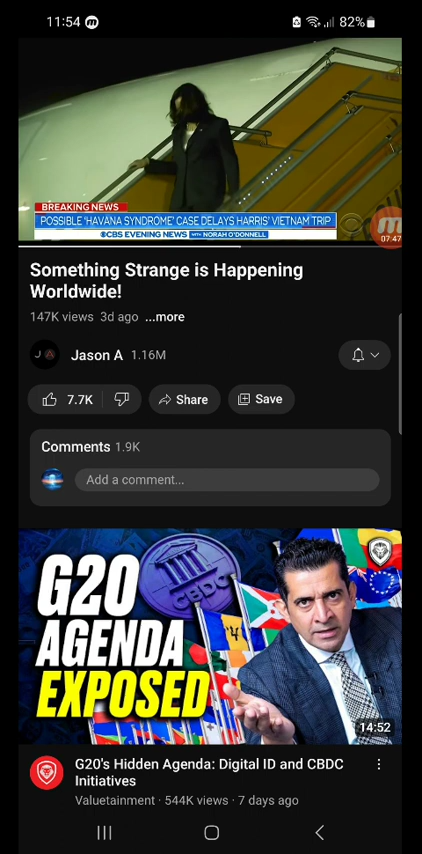 11:54
82%
BREAKING NEWS
POSSIBLE 'HAVANA SYNDROME' CASE DELAYS HARRIS' VIETNAM TRIP
CBS EVENING NEWS WITH NORAH O'DONNELL
07:47
Something Strange is Happening
Worldwide!
147K views 3d ago ...more
J A Jason A 1.16M
7.7K Share Save
Comments 1.9K
Add a comment...
G20
CBDC
AGENDA
EXPOSED
14:52
G20's Hidden Agenda: Digital ID and CBDC
Initiatives
Valuetainment · 544K views · 7 days ago